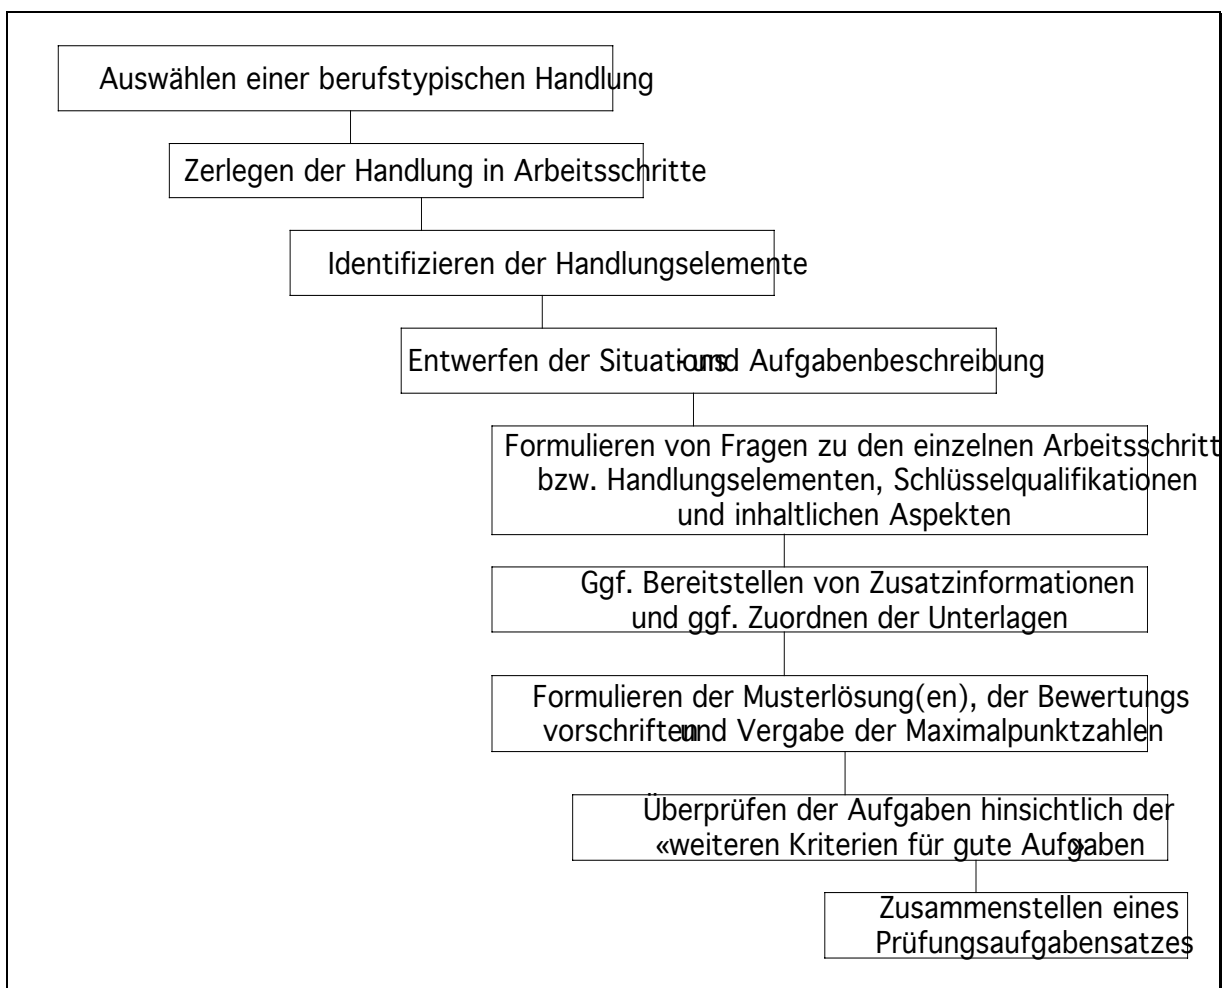 Auswählen einer berufstypischen Handlung
Zerlegen der Handlung in Arbeitsschritte
Identifizieren der Handlungselemente
Entwerfen der Situations- und Aufgabenbeschreibung
Formulieren von Fragen zu den einzelnen Arbeitsschritt
bzw. Handlungselementen, Schlüsselqualifikationen
und inhaltlichen Aspekten
Ggf. Bereitstellen von Zusatzinformationen
und ggf. Zuordnen der Unterlagen
Formulieren der Musterlösung(en), der Bewertungs-
vorschriften und Vergabe der Maximalpunktzahlen
Überprüfen der Aufgaben hinsichtlich der
«weiteren Kriterien für gute Aufgaben»
Zusammenstellen eines
Prüfungsaufgabensatzes